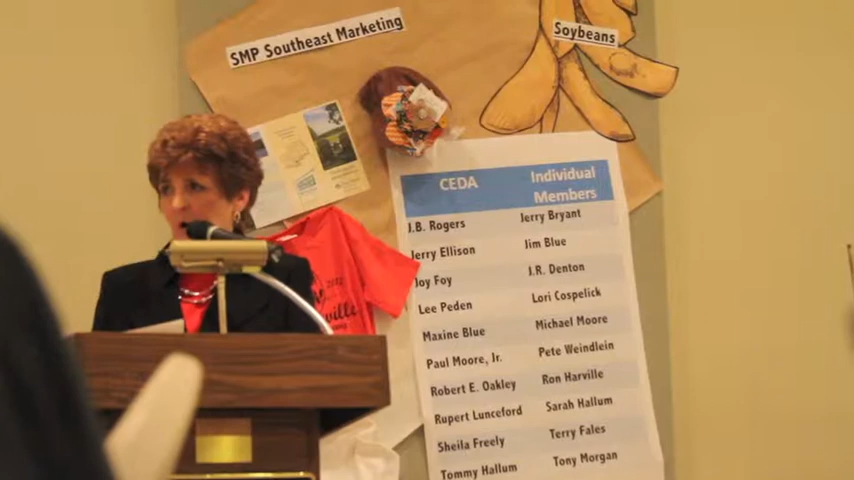 SMP Southeast Marketing
Soybeans
CEDA
Individual
Members
J.B. Rogers
Jerry Bryant
Jerry Ellison
Jim Blue
Joy Foy
J.R. Denton
Lee Peden
Lori Cospelick
Maxine Blue
Michael Moore
Paul Moore, Jr.
Pete Weindlein
Robert E. Oakley
Ron Harville
Rupert Lunceford
Sarah Hallum
Sheila Freely
Terry Fales
Tommy Hallum
Tony Morgan